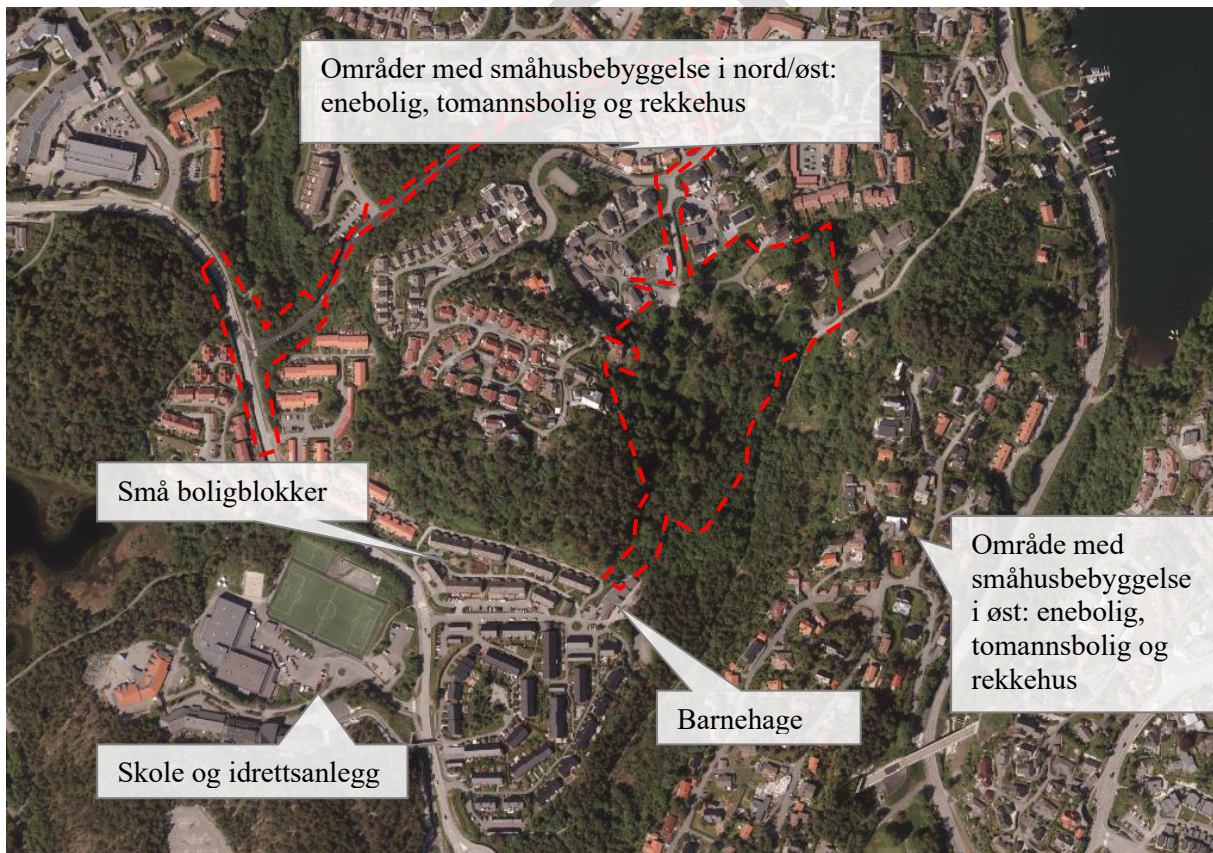 Områder med småhusbebyggelse i nord/øst:
enebolig, tomannsbolig og rekkehus
Små boligblokker
Område med
småhusbebyggelse
i øst: enebolig,
tomannsbolig og
rekkehus
Barnehage
Skole og idrettsanlegg